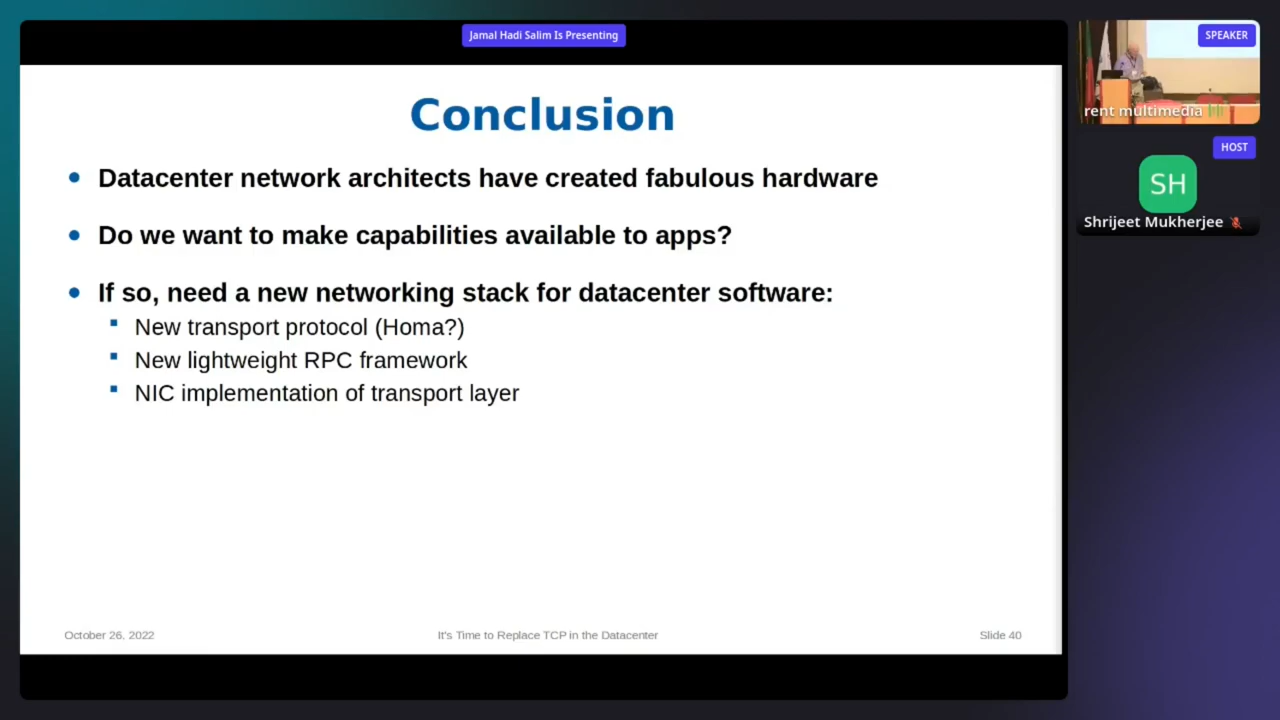 Jamal Hadi Salim Is Presenting
Conclusion
Datacenter network architects have created fabulous hardware
Do we want to make capabilities available to apps?
If so, need a new networking stack for datacenter software:
New transport protocol (Homa?)
New lightweight RPC framework
NIC implementation of transport layer
October 26, 2022
It's Time to Replace TCP in the Datacenter
Slide 40
SPEAKER
rent multimedia
HOST
SH
Shrijeet Mukherjee